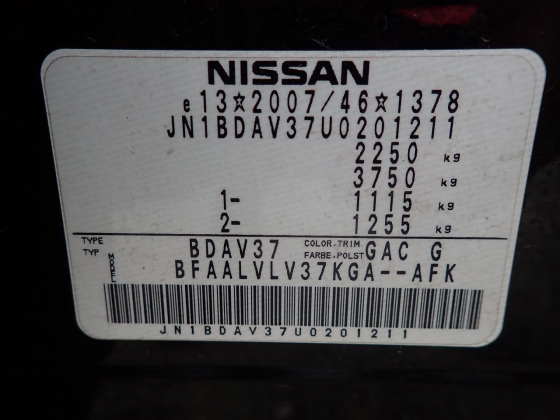 NISSAN
e13☆2007/46☆1378
JN1BDAV37U0201211
2250 kg
3750 kg
1- 1115 kg
2- 1255 kg
TYPE BDAV37 COLOR.TRIM GAC G
TYP FARBE.POLST
MODEL BFAALVLV37KGA--AFK
JN1BDAV37U0201211